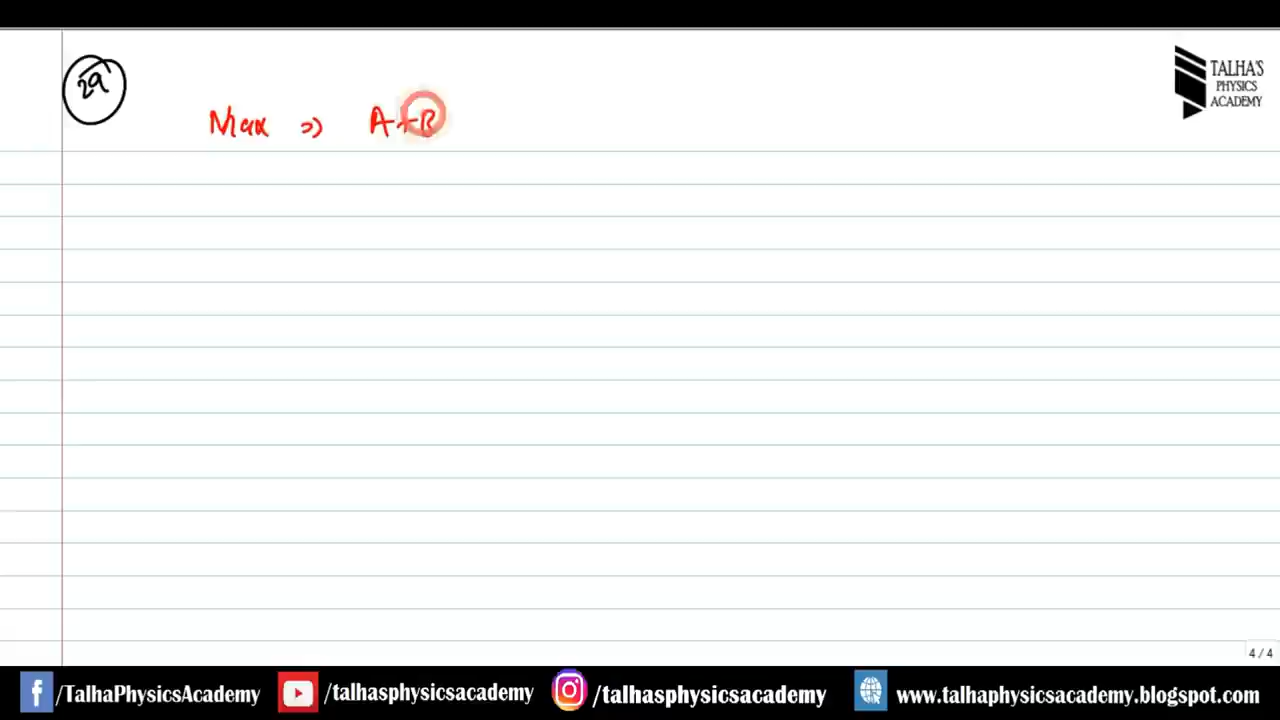 29
TALHA'S
PHYSICS
ACADEMY
Max ⇒ A+B
4 / 4
/TalhaPhysicsAcademy
/talhasphysicsacademy
/talhasphysicsacademy
www.talhaphysicsacademy.blogspot.com